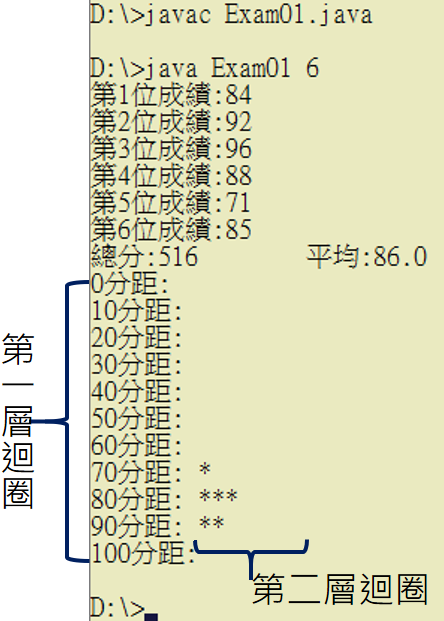 D:\>javac Exam01.java
D:\>java Exam01 6
第1位成績:84
第2位成績:92
第3位成績:96
第4位成績:88
第5位成績:71
第6位成績:85
總分:516 平均:86.0
0分距:
10分距:
20分距:
30分距:
40分距:
50分距:
60分距:
70分距: *
80分距: ***
90分距: **
100分距:
D:\>
第一層迴圈
第二層迴圈